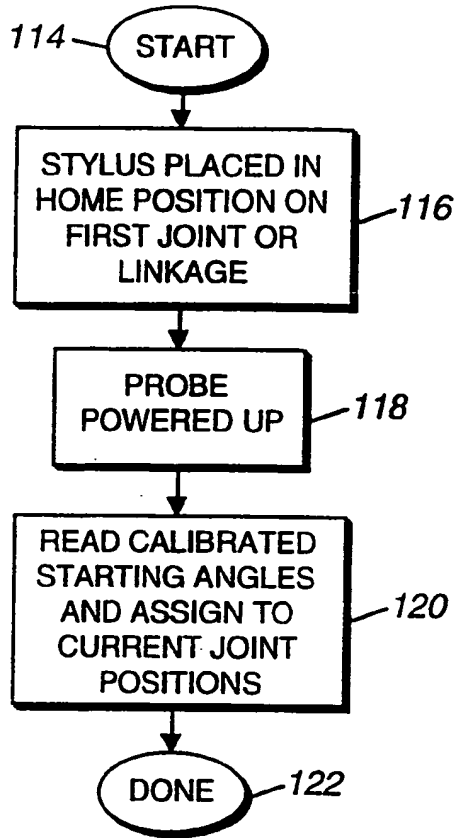 114
START
STYLUS PLACED IN
HOME POSITION ON
FIRST JOINT OR
LINKAGE
116
PROBE
POWERED UP
118
READ CALIBRATED
STARTING ANGLES
AND ASSIGN TO
CURRENT JOINT
POSITIONS
120
DONE
122